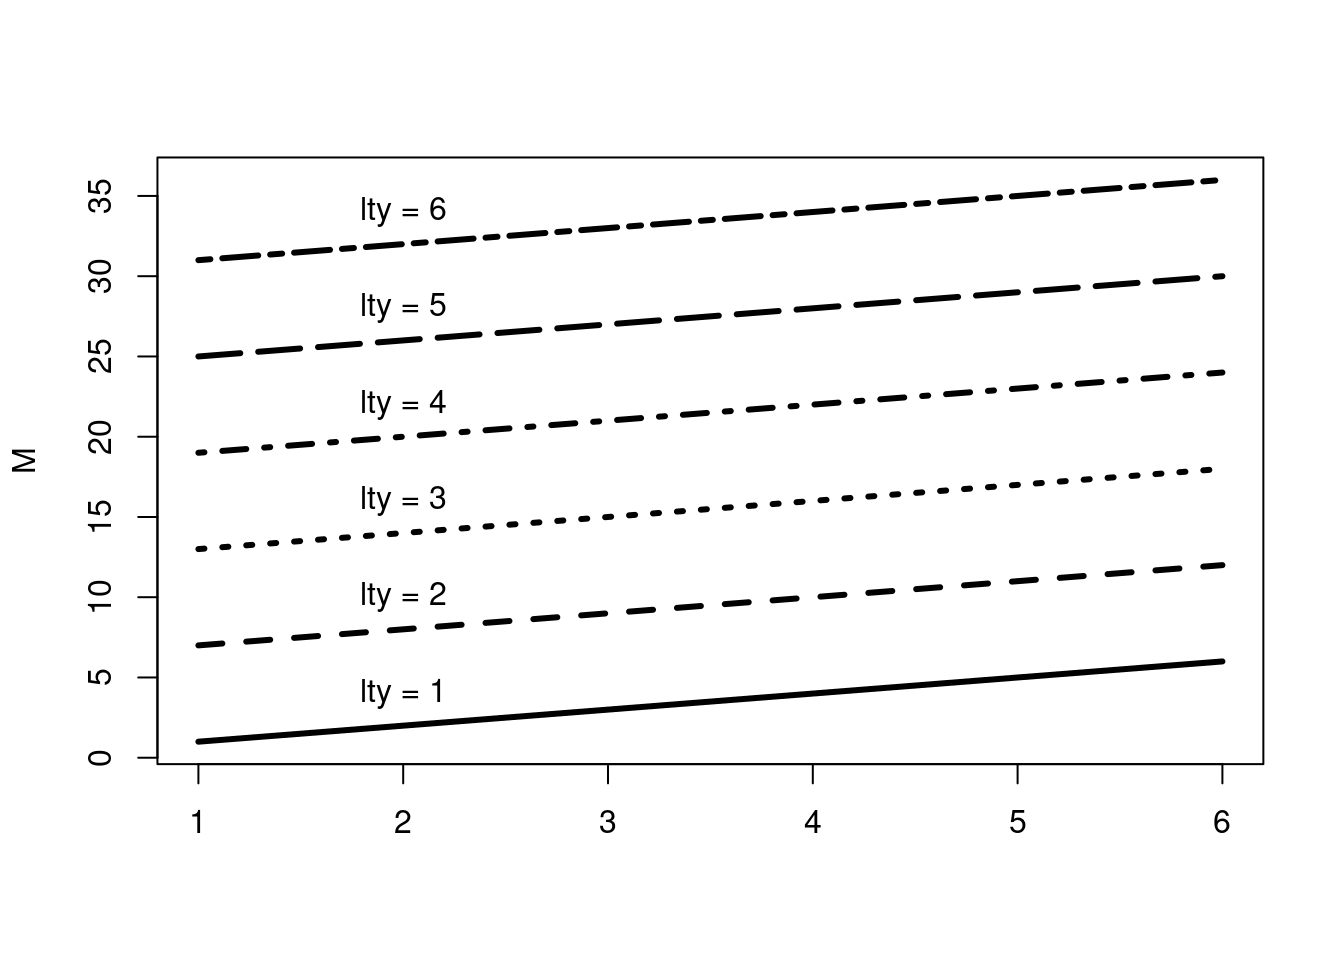 35
30
25
20
15
10
5
0
M
lty = 6
lty = 5
lty = 4
lty = 3
lty = 2
lty = 1
1 2 3 4 5 6